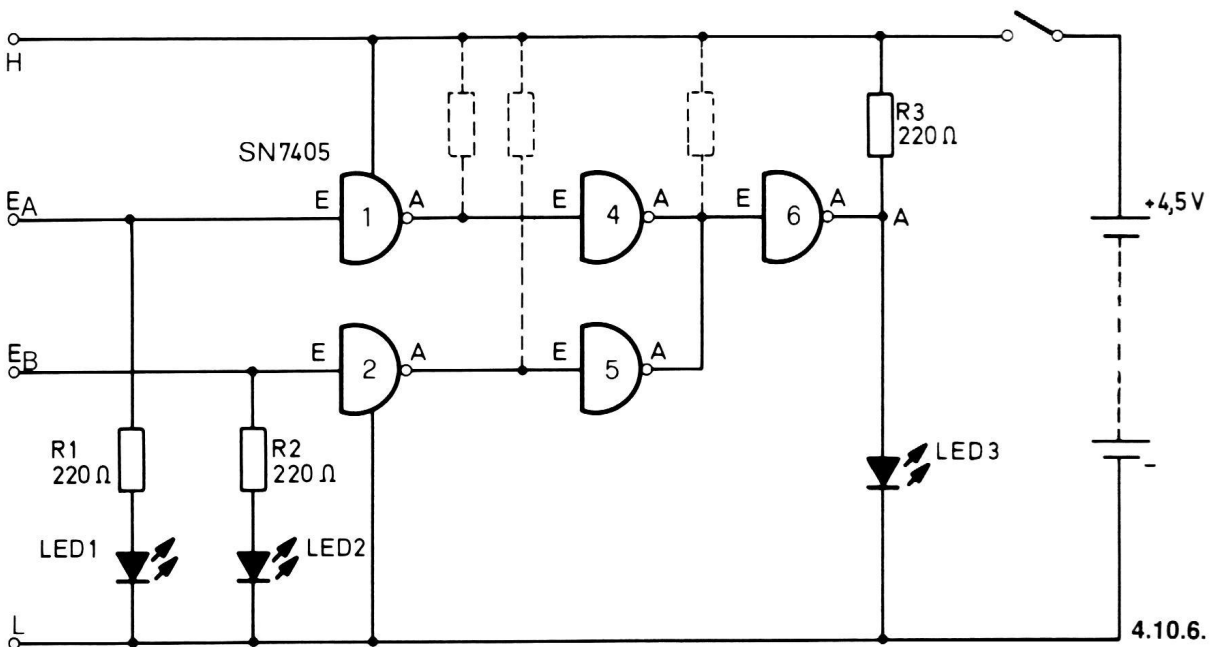 H
SN7405
R3
220 Ω
EA
E 1 A
E 4 A
E 6 A
A
+4,5 V
EB
E 2 A
E 5 A
R1
220 Ω
R2
220 Ω
LED3
LED1
LED2
-
L
4.10.6.